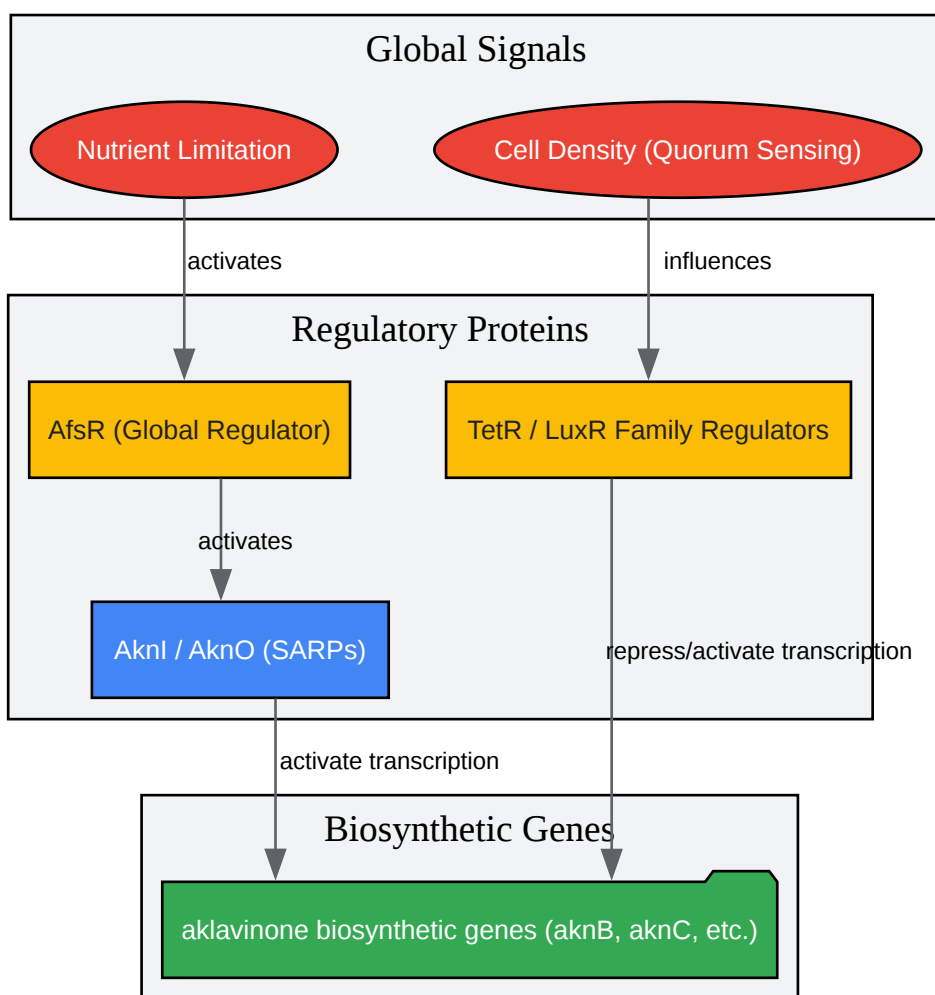 Global Signals
Nutrient Limitation
Cell Density (Quorum Sensing)
activates
influences
Regulatory Proteins
AfsR (Global Regulator)
TetR / LuxR Family Regulators
activates
AknI / AknO (SARPs)
repress/activate transcription
activate transcription
Biosynthetic Genes
aklavinone biosynthetic genes (aknB, aknC, etc.)